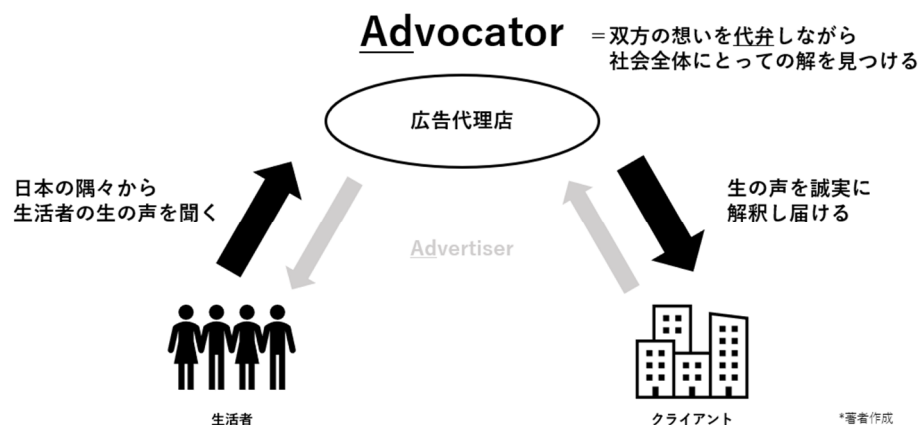 Advocator
＝双方の想いを代弁しながら
社会全体にとっての解を見つける
広告代理店
日本の隅々から
生活者の生の声を聞く
生の声を誠実に
解釈し届ける
Advertiser
生活者
クライアント
*著者作成